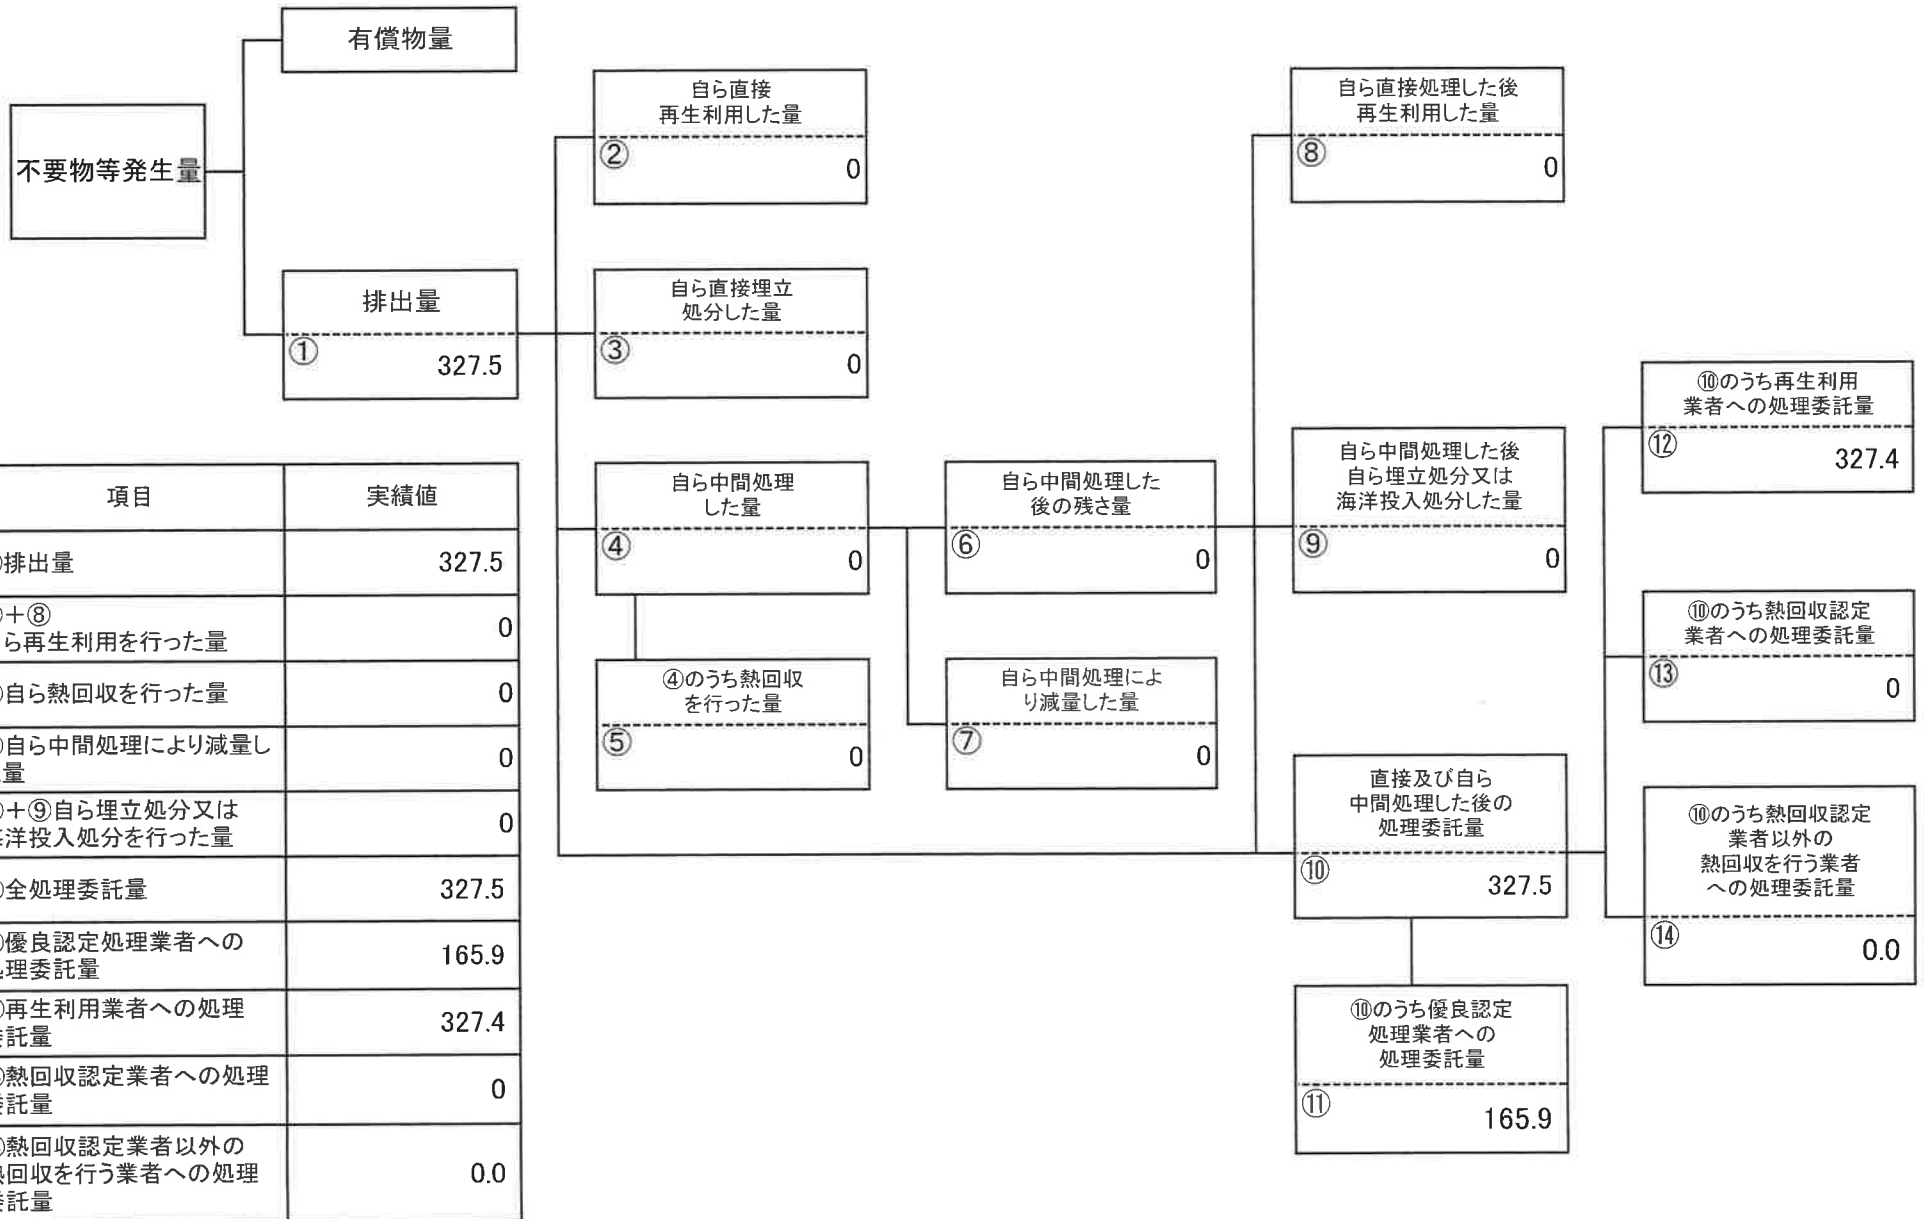 有償物量
不要物等発生量
排出量
①
327.5
自ら直接
再生利用した量
②
0
自ら直接埋立
処分した量
③
0
自ら中間処理
した量
④
0
④のうち熱回収
を行った量
⑤
0
自ら中間処理した
後の残さ量
⑥
0
自ら中間処理によ
り減量した量
⑦
0
自ら直接処理した後
再生利用した量
⑧
0
自ら中間処理した後
自ら埋立処分又は
海洋投入処分した量
⑨
0
直接及び自ら
中間処理した後の
処理委託量
⑩
327.5
⑩のうち優良認定
処理業者への
処理委託量
⑪
165.9
⑩のうち再生利用
業者への処理委託量
⑫
327.4
⑩のうち熱回収認定
業者への処理委託量
⑬
0
⑩のうち熱回収認定
業者以外の
熱回収を行う業者
への処理委託量
⑭
0.0
項目 実績値
排出量 327.5
+⑧
ら再生利用を行った量 0
自ら熱回収を行った量 0
自ら中間処理により減量し
量 0
+⑨自ら埋立処分又は
洋投入処分を行った量 0
全処理委託量 327.5
優良認定処理業者への
理委託量 165.9
再生利用業者への処理
託量 327.4
熱回収認定業者への処理
託量 0
熱回収認定業者以外の
回収を行う業者への処理
託量 0.0